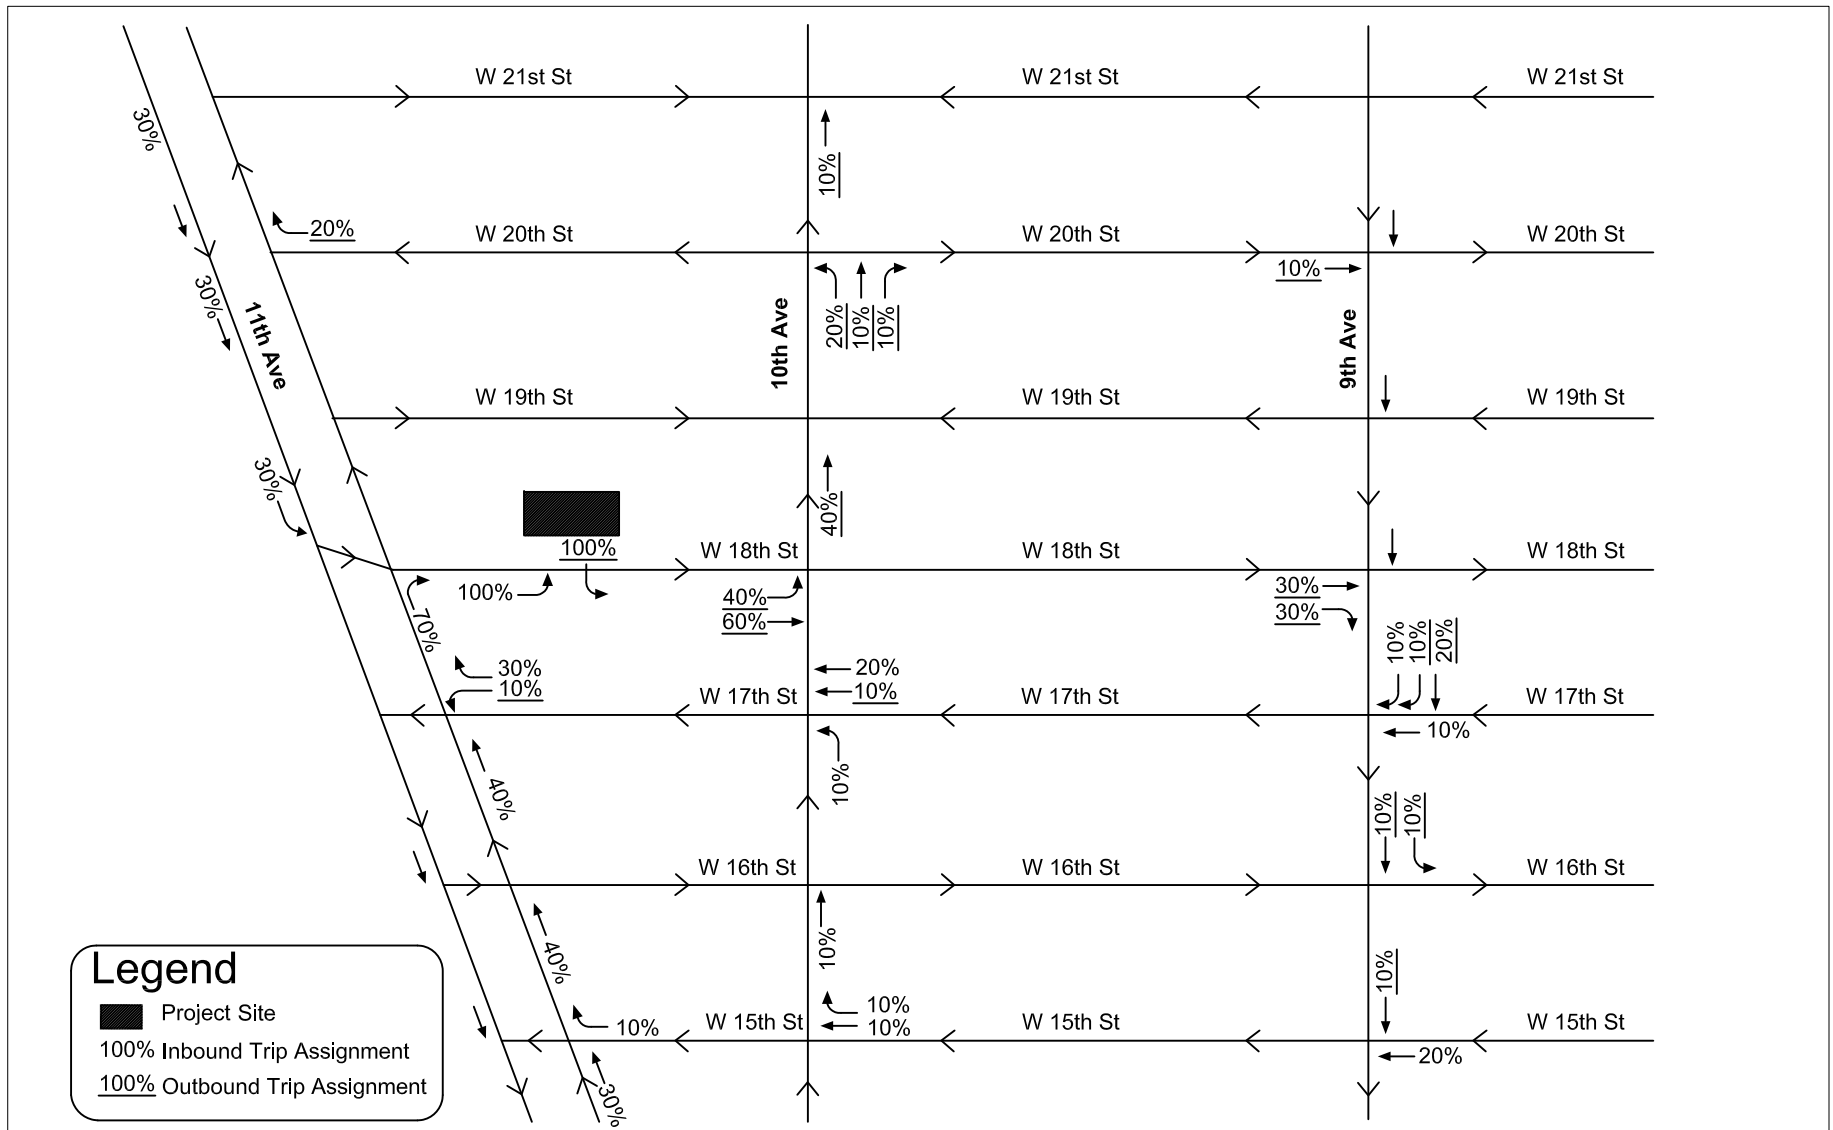 W 21st St
W 21st St
W 21st St
30%
10%
20%
W 20th St
W 20th St
W 20th St
10%
30%
11th Ave
20%
10%
10%
10th Ave
9th Ave
W 19th St
W 19th St
W 19th St
30%
40%
100%
W 18th St
W 18th St
W 18th St
100%
40%
60%
30%
30%
70%
10%
10%
20%
30%
10%
20%
10%
W 17th St
W 17th St
W 17th St
10%
10%
40%
10%
10%
W 16th St
W 16th St
W 16th St
40%
10%
10%
10%
10%
10%
W 15th St
W 15th St
W 15th St
20%
30%
Legend
Project Site
100% Inbound Trip Assignment
100% Outbound Trip Assignment